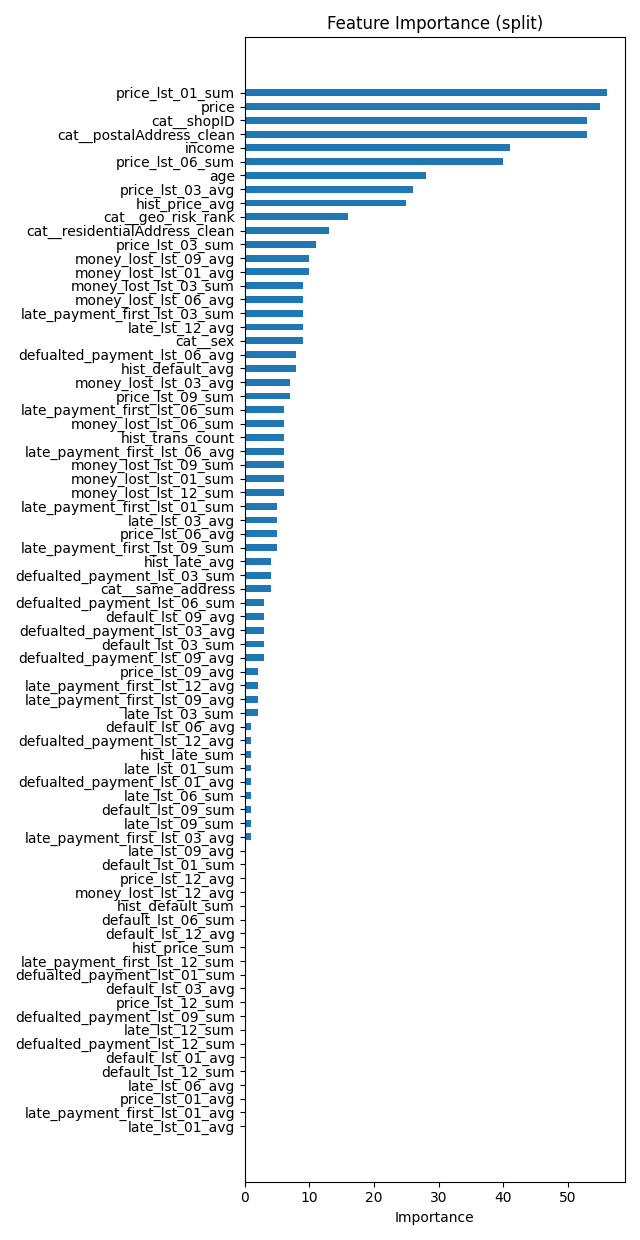 Feature Importance (split)
price_lst_01_sum
price
cat__shopID
cat__postalAddress_clean
income
price_lst_06_sum
age
price_lst_03_avg
hist_price_avg
cat__geo_risk_rank
cat__residentialAddress_clean
price_lst_03_sum
money_lost_lst_09_avg
money_lost_lst_01_avg
money_lost_lst_03_sum
money_lost_lst_06_avg
late_payment_first_lst_03_sum
late_lst_12_avg
cat__sex
defualted_payment_lst_06_avg
hist_default_avg
money_lost_lst_03_avg
price_lst_09_sum
late_payment_first_lst_06_sum
money_lost_lst_06_sum
hist_trans_count
late_payment_first_lst_06_avg
money_lost_lst_09_sum
money_lost_lst_01_sum
money_lost_lst_12_sum
late_payment_first_lst_01_sum
late_lst_03_avg
price_lst_06_avg
late_payment_first_lst_09_sum
hist_late_avg
defualted_payment_lst_03_sum
cat__same_address
defualted_payment_lst_06_sum
default_lst_09_avg
defualted_payment_lst_03_avg
default_lst_03_sum
defualted_payment_lst_09_avg
price_lst_09_avg
late_payment_first_lst_12_avg
late_payment_first_lst_09_avg
late_lst_03_sum
default_lst_06_avg
defualted_payment_lst_12_avg
hist_late_sum
late_lst_01_sum
defualted_payment_lst_01_avg
late_lst_06_sum
default_lst_09_sum
late_lst_09_sum
late_payment_first_lst_03_avg
late_lst_09_avg
default_lst_01_sum
price_lst_12_avg
money_lost_lst_12_avg
hist_default_sum
default_lst_06_sum
default_lst_12_avg
hist_price_sum
late_payment_first_lst_12_sum
defualted_payment_lst_01_sum
default_lst_03_avg
price_lst_12_sum
defualted_payment_lst_09_sum
late_lst_12_sum
defualted_payment_lst_12_sum
default_lst_01_avg
default_lst_12_sum
late_lst_06_avg
price_lst_01_avg
late_payment_first_lst_01_avg
late_lst_01_avg
0 10 20 30 40 50
Importance